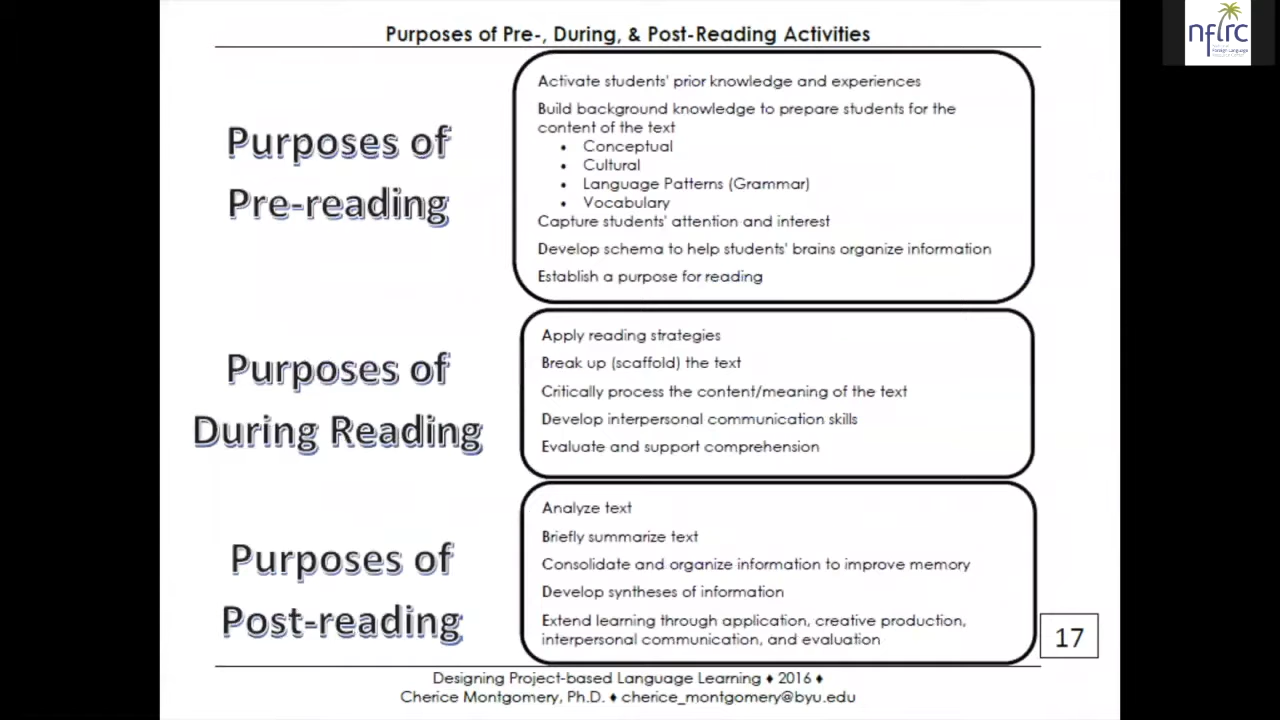 Purposes of Pre-, During, & Post-Reading Activities
Purposes of
Pre-reading
Activate students' prior knowledge and experiences
Build background knowledge to prepare students for the
content of the text
• Conceptual
• Cultural
• Language Patterns (Grammar)
• Vocabulary
Capture students' attention and interest
Develop schema to help students' brains organize information
Establish a purpose for reading
Purposes of
During Reading
Apply reading strategies
Break up (scaffold) the text
Critically process the content/meaning of the text
Develop interpersonal communication skills
Evaluate and support comprehension
Purposes of
Post-reading
Analyze text
Briefly summarize text
Consolidate and organize information to improve memory
Develop syntheses of information
Extend learning through application, creative production,
interpersonal communication, and evaluation
17
Designing Project-based Language Learning ♦ 2016 ♦
Cherice Montgomery, Ph.D. ♦ cherice_montgomery@byu.edu
nflrc
Foreign Language